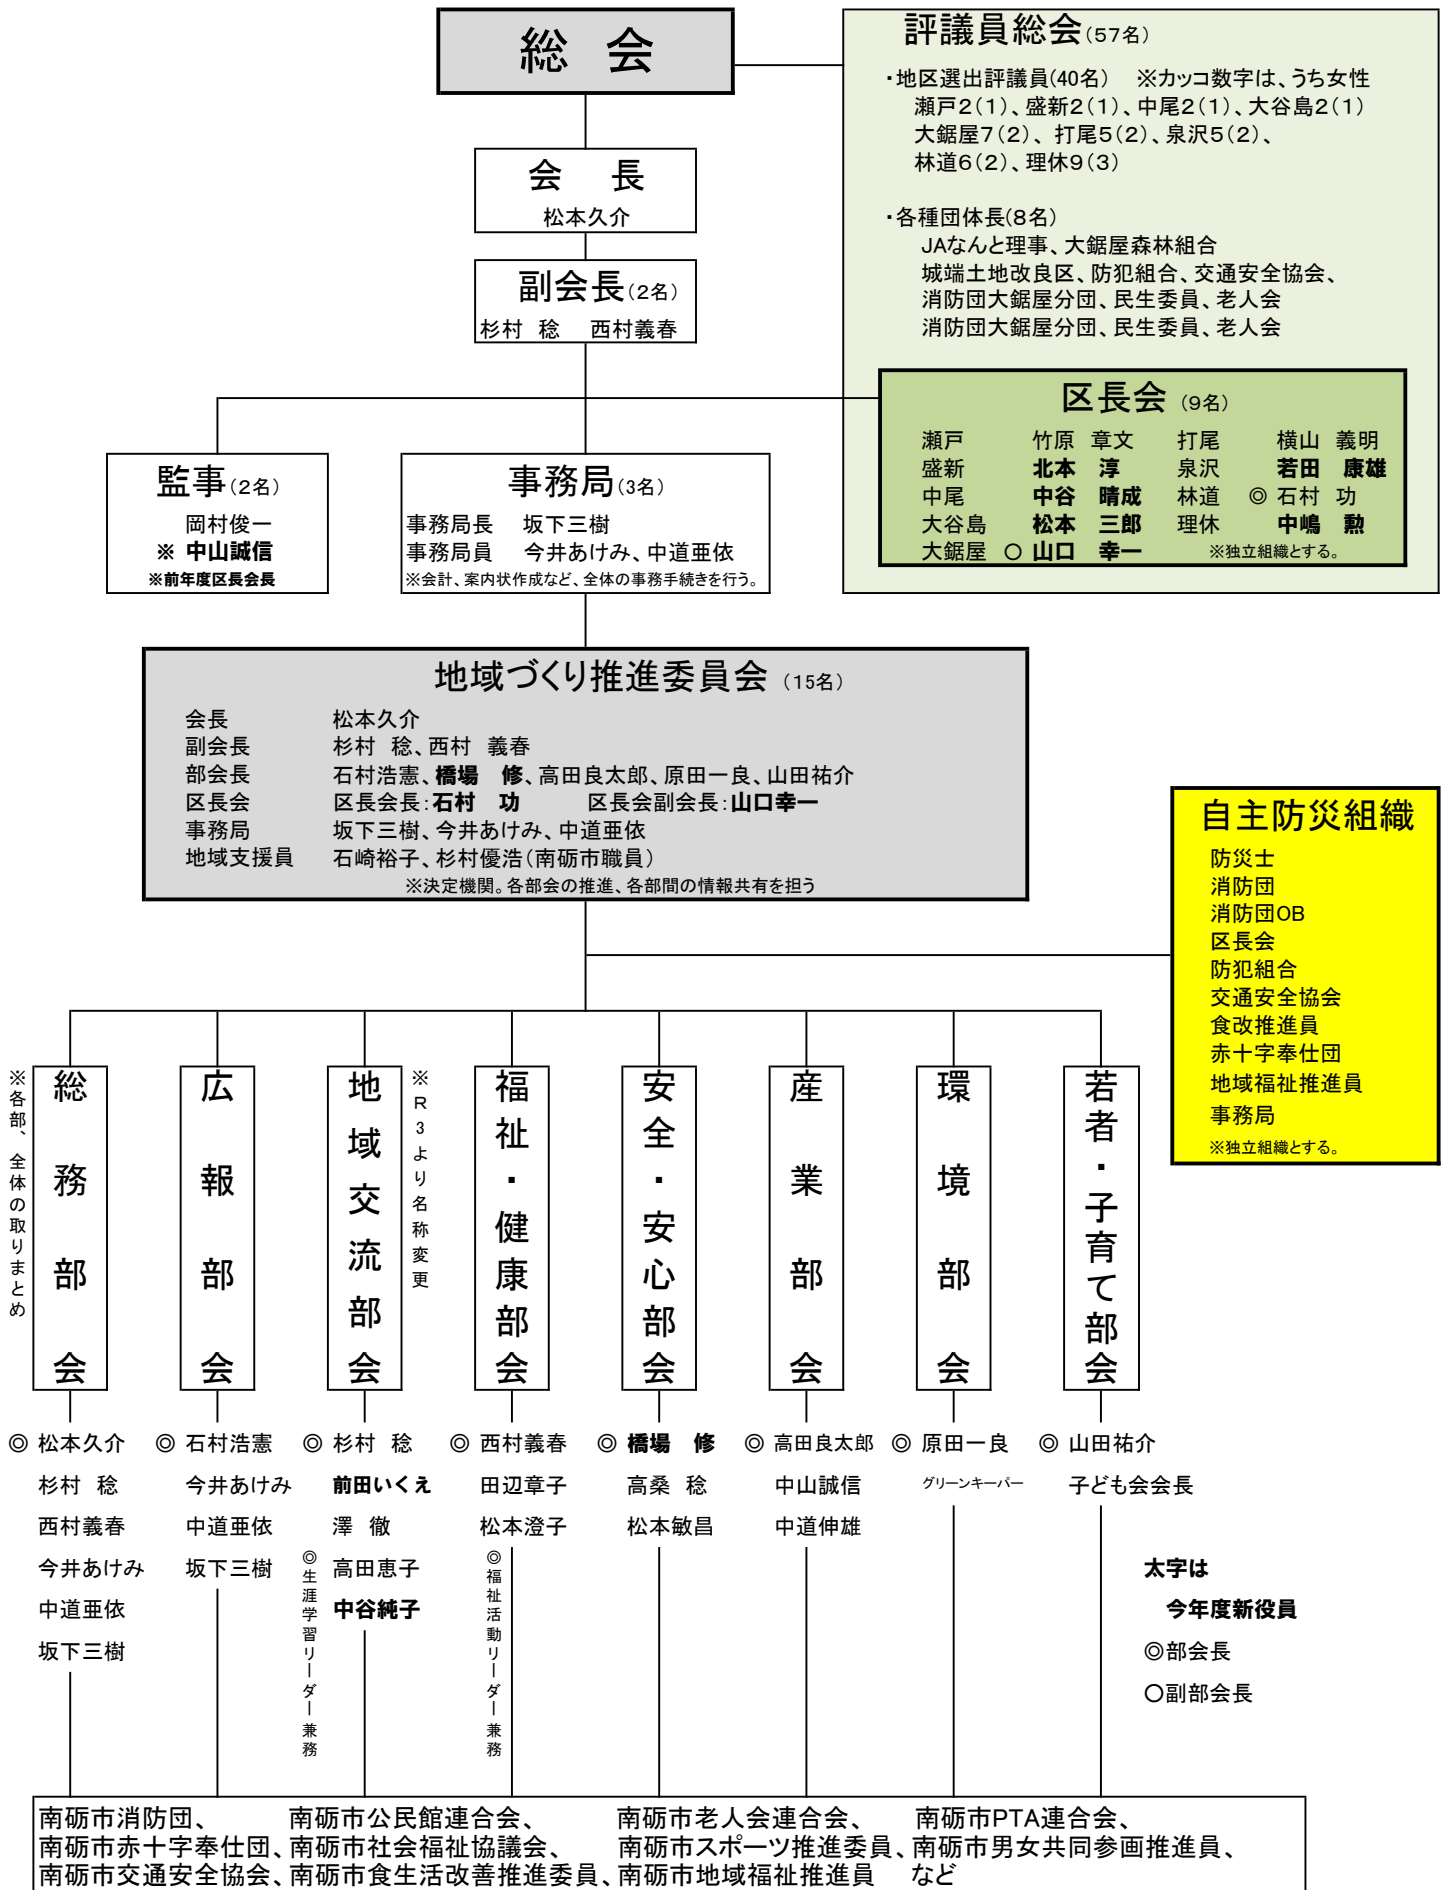 総 会
評議員総会(57名)
・地区選出評議員(40名) ※カッコ数字は、うち女性
瀬戸2(1)、盛新2(1)、中尾2(1)、大谷島2(1)
大鋸屋7(2)、打尾5(2)、泉沢5(2)、
林道6(2)、理休9(3)
・各種団体長(8名)
JAなんと理事、大鋸屋森林組合
城端土地改良区、防犯組合、交通安全協会、
消防団大鋸屋分団、民生委員、老人会
消防団大鋸屋分団、民生委員、老人会
会 長
松本久介
副会長(2名)
杉村 稔 西村義春
区長会(9名)
瀬戸 竹原 章文 打尾 横山 義明
盛新 北本 淳 泉沢 若田 康雄
中尾 中谷 晴成 林道 ◎ 石村 功
大谷島 松本 三郎 理休 中嶋 勲
大鋸屋 〇 山口 幸一 ※独立組織とする。
監事(2名)
岡村俊一
※ 中山誠信
※前年度区長会長
事務局(3名)
事務局長 坂下三樹
事務局員 今井あけみ、中道亜依
※会計、案内状作成など、全体の事務手続きを行う。
地域づくり推進委員会(15名)
会長 松本久介
副会長 杉村 稔、西村 義春
部会長 石村浩憲、橋場 修、高田良太郎、原田一良、山田祐介
区長会 区長会長:石村 功 区長会副会長:山口幸一
事務局 坂下三樹、今井あけみ、中道亜依
地域支援員 石崎裕子、杉村優浩(南砺市職員)
※決定機関。各部会の推進、各部間の情報共有を担う
自主防災組織
防災士
消防団
消防団OB
区長会
防犯組合
交通安全協会
食改推進員
赤十字奉仕団
地域福祉推進員
事務局
※独立組織とする。
※各部、全体の取りまとめ
総務部会
広報部会
地域交流部会
※R3より名称変更
福祉・健康部会
安全・安心部会
産業部会
環境部会
若者・子育て部会
◎ 松本久介
杉村 稔
西村義春
今井あけみ
中道亜依
坂下三樹
◎ 石村浩憲
今井あけみ
中道亜依
坂下三樹
◎ 杉村 稔
前田いくえ
澤 徹
高田恵子
中谷純子
◎生涯学習リーダー兼務
◎ 西村義春
田辺章子
松本澄子
◎福祉活動リーダー兼務
◎ 橋場 修
高桑 稔
松本敏昌
◎ 高田良太郎
中山誠信
中道伸雄
◎ 原田一良
グリーンキーパー
◎ 山田祐介
子ども会会長
太字は
今年度新役員
◎部会長
〇副部会長
南砺市消防団、 南砺市公民館連合会、 南砺市老人会連合会、 南砺市PTA連合会、
南砺市赤十字奉仕団、南砺市社会福祉協議会、 南砺市スポーツ推進委員、南砺市男女共同参画推進員、
南砺市交通安全協会、南砺市食生活改善推進委員、南砺市地域福祉推進員 など